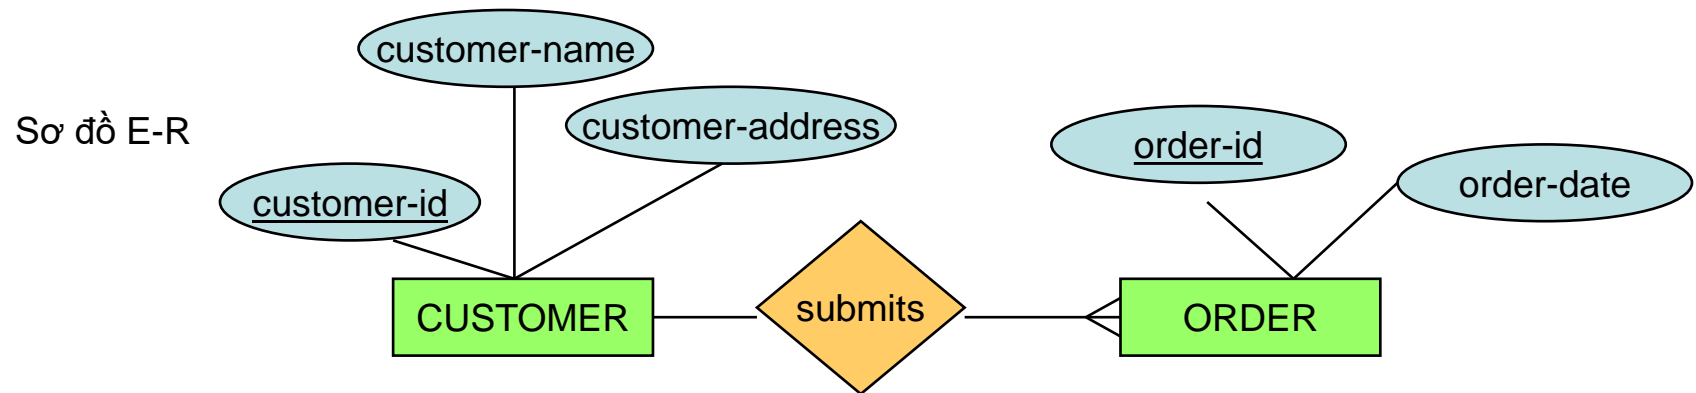 customer-name
Sơ đồ E-R
customer-address
order-id
order-date
customer-id
CUSTOMER
submits
ORDER